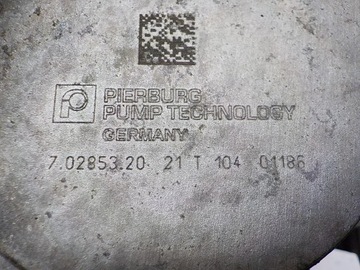 PIERBURG
PUMP TECHNOLOGY
GERMANY
7.02853.20 21 T 104 01186